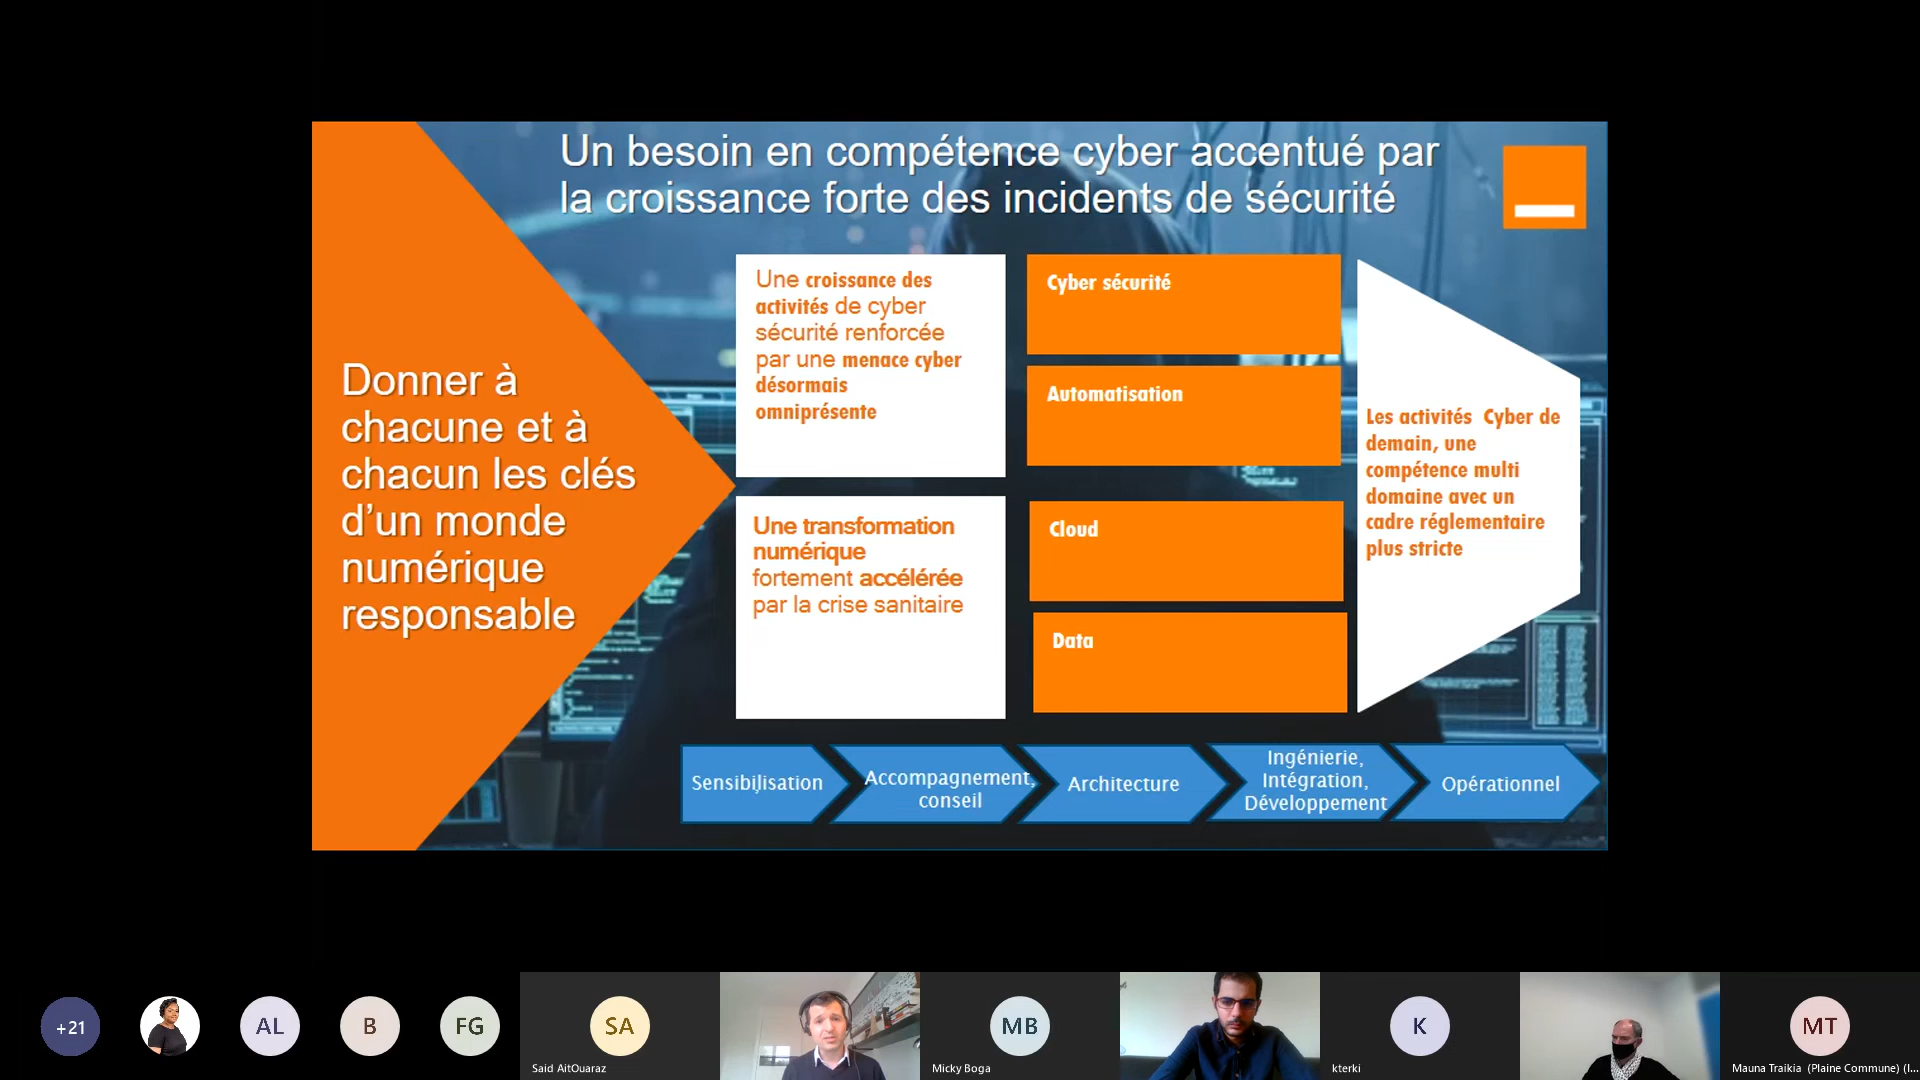 Un besoin en compétence cyber accentué par
la croissance forte des incidents de sécurité
Donner à
chacune et à
chacun les clés
d’un monde
numérique
responsable
Une croissance des
activités de cyber
sécurité renforcée
par une menace cyber
désormais
omniprésente
Une transformation
numérique
fortement accélérée
par la crise sanitaire
Cyber sécurité
Automatisation
Cloud
Data
Les activités Cyber de
demain, une
compétence multi
domaine avec un
cadre réglementaire
plus stricte
Sensibilisation
Accompagnement,
conseil
Architecture
Ingénierie,
Intégration,
Développement
Opérationnel
+21
AL
B
FG
SA
Said AitOuaraz
MB
Micky Boga
K
kterki
MT
Mauna Traikia (Plaine Commune) (I...